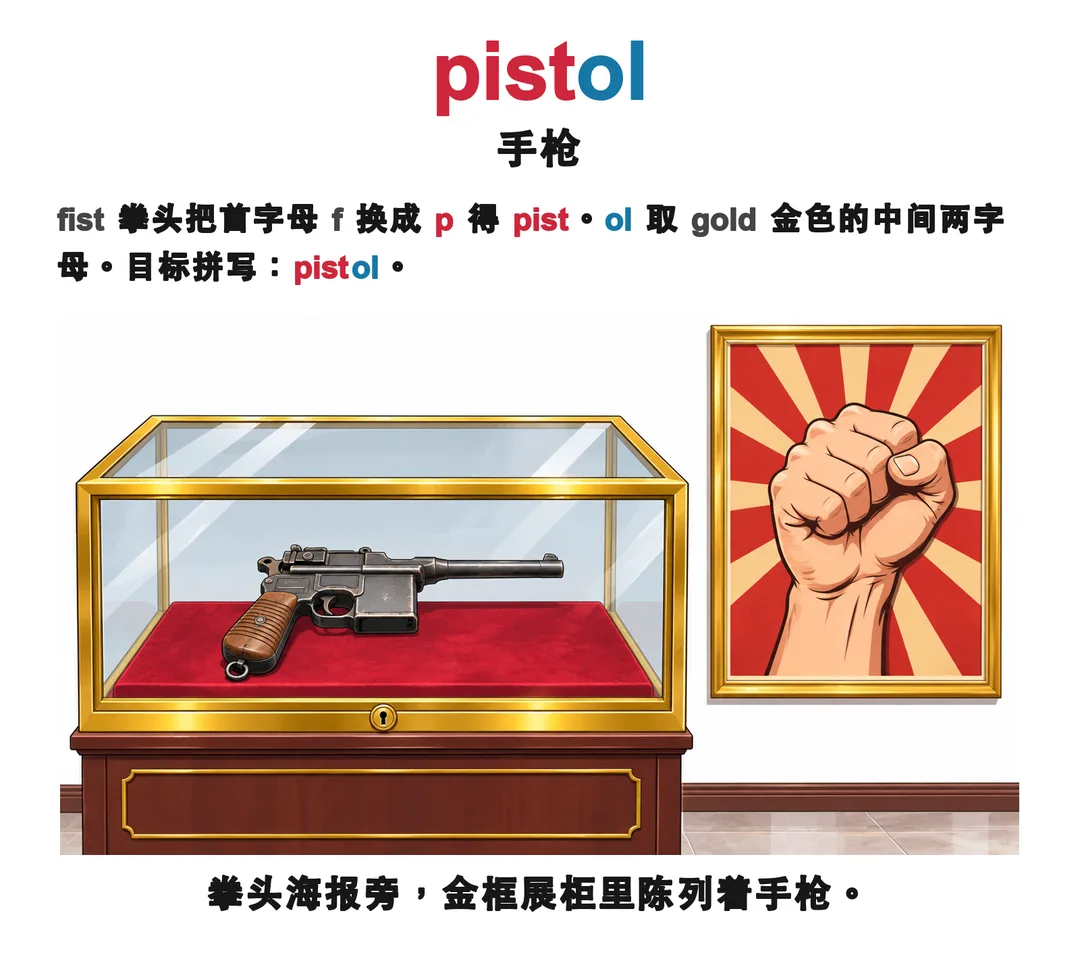 pistol
手枪
fist 拳头把首字母 f 换成 p 得 pist。ol 取 gold 金色的中间两字
母。目标拼写：pistol。
拳头海报旁，金框展柜里陈列着手枪。